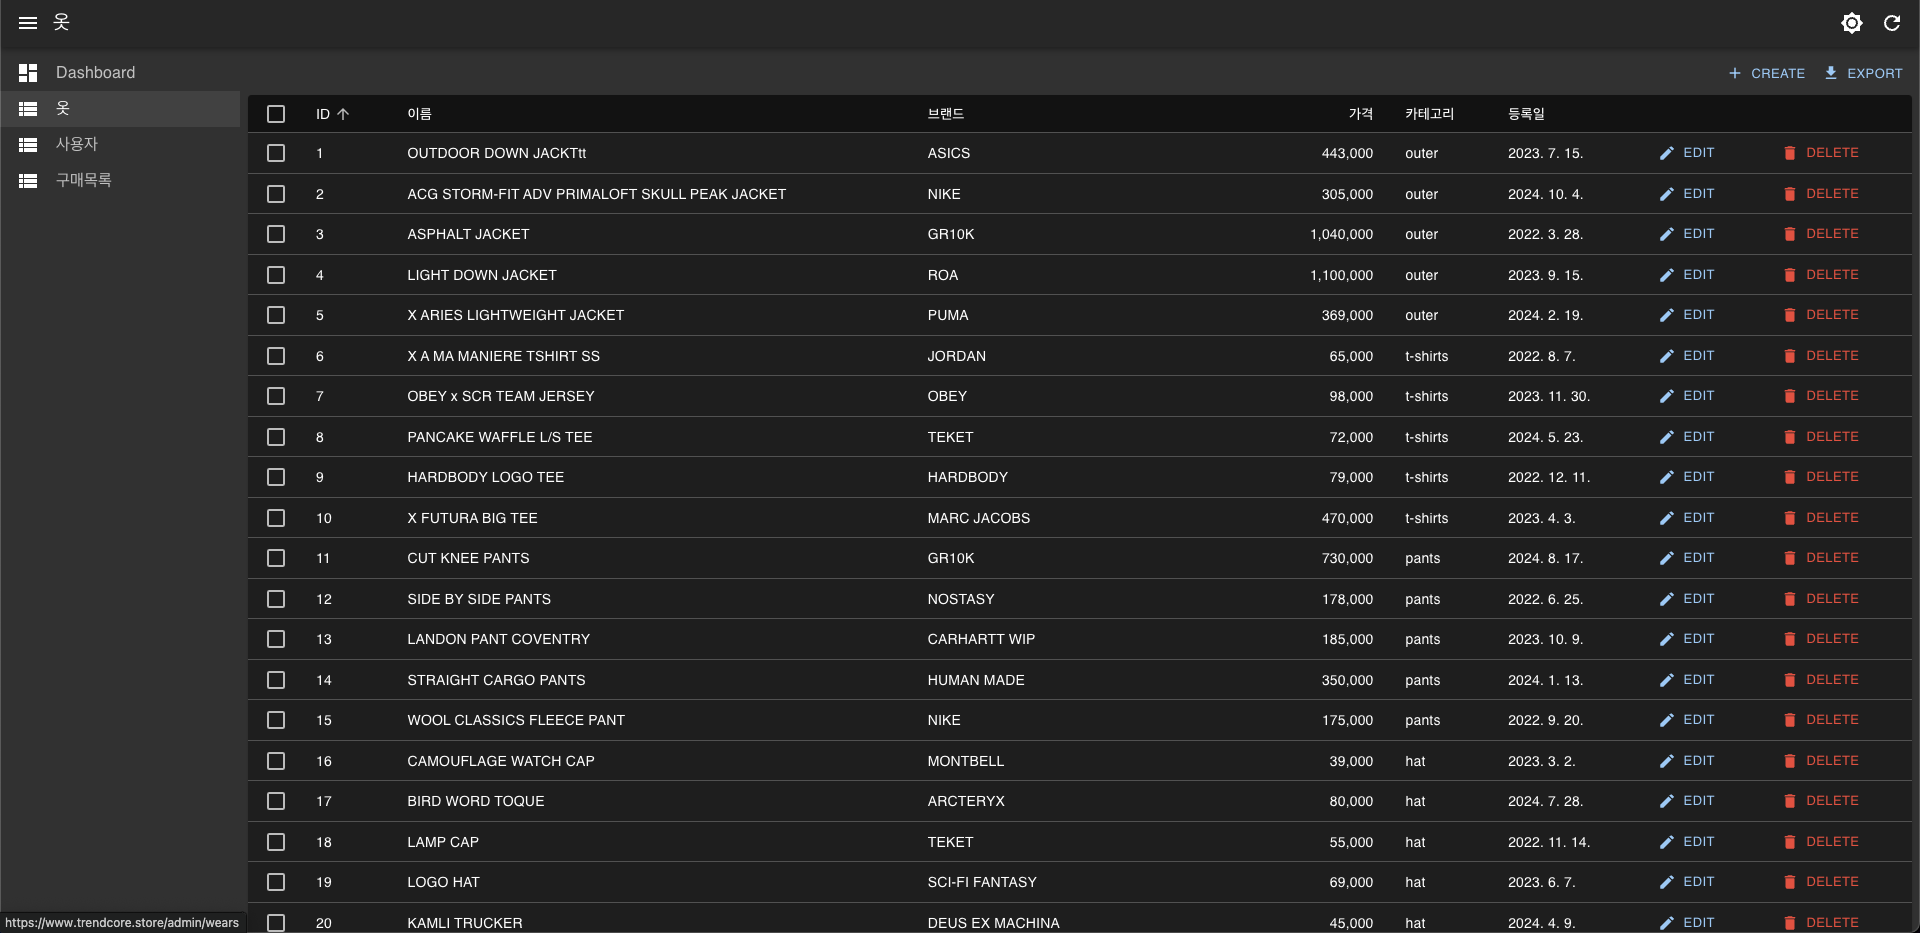 옷
Dashboard
옷
사용자
구매목록
CREATE EXPORT
ID 이름 브랜드 가격 카테고리 등록일
1 OUTDOOR DOWN JACKTtt ASICS 443,000 outer 2023. 7. 15. EDIT DELETE
2 ACG STORM-FIT ADV PRIMALOFT SKULL PEAK JACKET NIKE 305,000 outer 2024. 10. 4. EDIT DELETE
3 ASPHALT JACKET GR10K 1,040,000 outer 2022. 3. 28. EDIT DELETE
4 LIGHT DOWN JACKET ROA 1,100,000 outer 2023. 9. 15. EDIT DELETE
5 X ARIES LIGHTWEIGHT JACKET PUMA 369,000 outer 2024. 2. 19. EDIT DELETE
6 X A MA MANIERE TSHIRT SS JORDAN 65,000 t-shirts 2022. 8. 7. EDIT DELETE
7 OBEY x SCR TEAM JERSEY OBEY 98,000 t-shirts 2023. 11. 30. EDIT DELETE
8 PANCAKE WAFFLE L/S TEE TEKET 72,000 t-shirts 2024. 5. 23. EDIT DELETE
9 HARDBODY LOGO TEE HARDBODY 79,000 t-shirts 2022. 12. 11. EDIT DELETE
10 X FUTURA BIG TEE MARC JACOBS 470,000 t-shirts 2023. 4. 3. EDIT DELETE
11 CUT KNEE PANTS GR10K 730,000 pants 2024. 8. 17. EDIT DELETE
12 SIDE BY SIDE PANTS NOSTASY 178,000 pants 2022. 6. 25. EDIT DELETE
13 LANDON PANT COVENTRY CARHARTT WIP 185,000 pants 2023. 10. 9. EDIT DELETE
14 STRAIGHT CARGO PANTS HUMAN MADE 350,000 pants 2024. 1. 13. EDIT DELETE
15 WOOL CLASSICS FLEECE PANT NIKE 175,000 pants 2022. 9. 20. EDIT DELETE
16 CAMOUFLAGE WATCH CAP MONTBELL 39,000 hat 2023. 3. 2. EDIT DELETE
17 BIRD WORD TOQUE ARCTERYX 80,000 hat 2024. 7. 28. EDIT DELETE
18 LAMP CAP TEKET 55,000 hat 2022. 11. 14. EDIT DELETE
19 LOGO HAT SCI-FI FANTASY 69,000 hat 2023. 6. 7. EDIT DELETE
20 KAMLI TRUCKER DEUS EX MACHINA 45,000 hat 2024. 4. 9. EDIT DELETE
https://www.trendcore.store/admin/wears